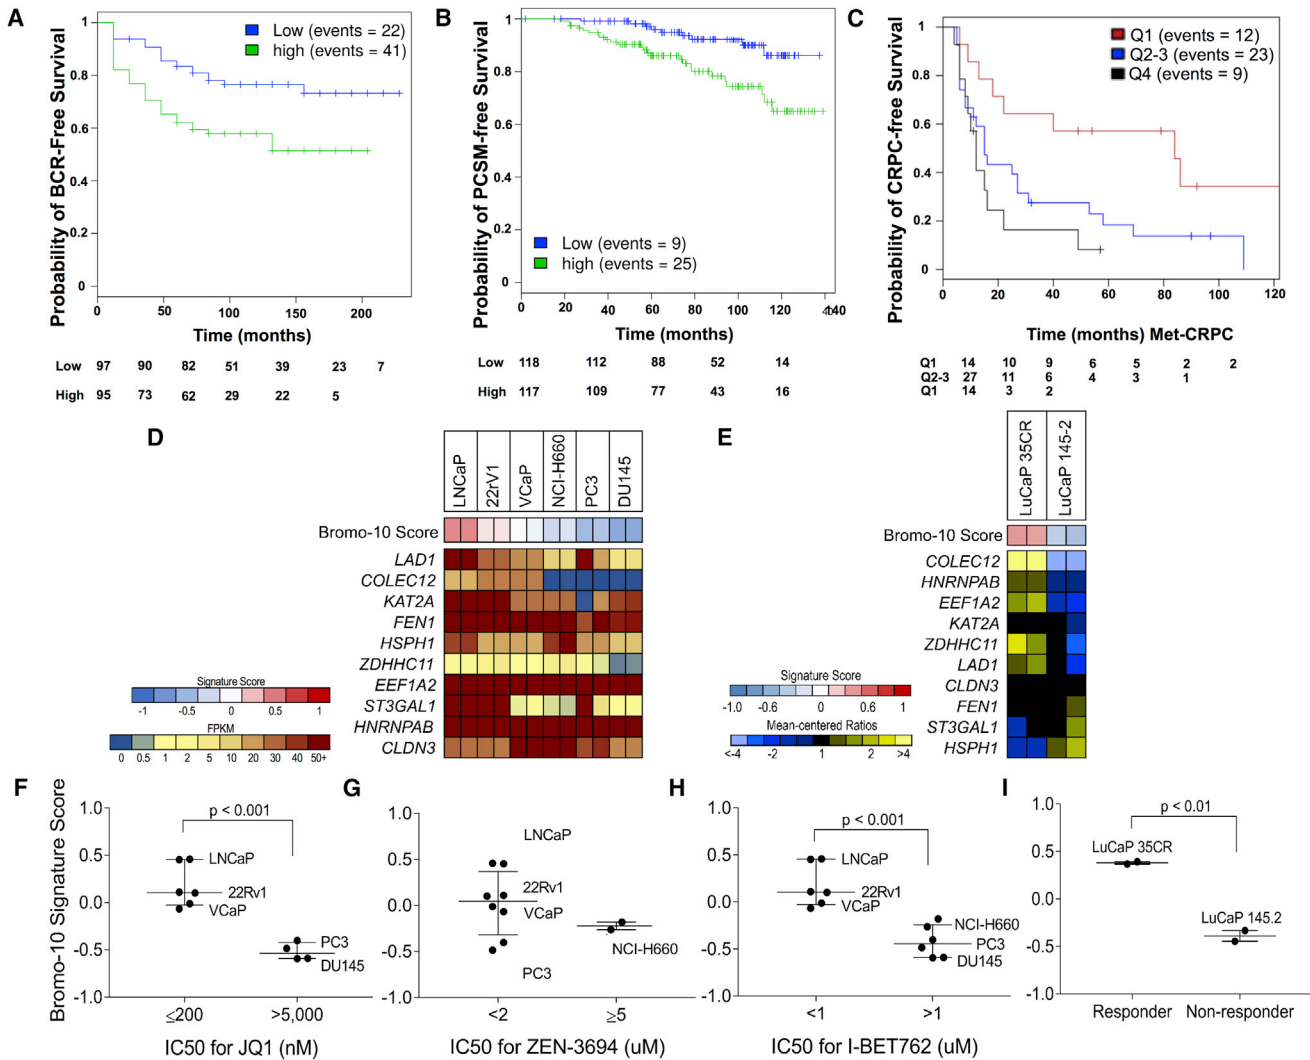 A
Probability of BCR-Free Survival
1
0.8
0.6
0.4
0.2
0
Low (events = 22)
high (events = 41)
0 50 100 150 200
Time (months)
Low 97 90 82 51 39 23 7
High 95 73 62 29 22 5
B
Probability of PCSM-free Survival
1
0.8
0.6
0.4
0.2
0
Low (events = 9)
high (events = 25)
0 20 40 60 80 100 120 140
Time (months)
Low 118 112 88 52 14
High 117 109 77 43 16
C
Probability of CRPC-free Survival
1
0.8
0.6
0.4
0.2
0
Q1 (events = 12)
Q2-3 (events = 23)
Q4 (events = 9)
0 20 40 60 80 100 120
Time (months) Met-CRPC
Q1 14 10 9 6 5 2 2
Q2-3 27 11 6 4 3 1
Q1 14 3 2
D
LNCaP 22rV1 VCaP NCI-H660 PC3 DU145
Bromo-10 Score
LAD1
COLEC12
KAT2A
FEN1
HSPH1
ZDHHC11
EEF1A2
ST3GAL1
HNRNPAB
CLDN3
Signature Score
-1 -0.5 0 0.5 1
FPKM
0 0.5 1 2 5 10 20 30 40 50+
E
LuCaP 35CR LuCaP 145-2
Bromo-10 Score
COLEC12
HNRNPAB
EEF1A2
KAT2A
ZDHHC11
LAD1
CLDN3
FEN1
ST3GAL1
HSPH1
Signature Score
-1.0 -0.6 0 0.6 1
Mean-centered Ratios
<-4 -2 1 2 >4
F
Bromo-10 Signature Score
1.0
0.5
0.0
-0.5
-1.0
p < 0.001
LNCaP
22Rv1
VCaP
PC3
DU145
≤200 >5,000
IC50 for JQ1 (nM)
G
1.0
0.5
0.0
-0.5
-1.0
LNCaP
22Rv1
VCaP
NCI-H660
PC3
<2 ≥5
IC50 for ZEN-3694 (uM)
H
1.0
0.5
0.0
-0.5
-1.0
p < 0.001
LNCaP
22Rv1
VCaP
NCI-H660
PC3
DU145
<1 >1
IC50 for I-BET762 (uM)
I
1.0
0.5
0.0
-0.5
-1.0
p < 0.01
LuCaP 35CR
LuCaP 145.2
Responder Non-responder